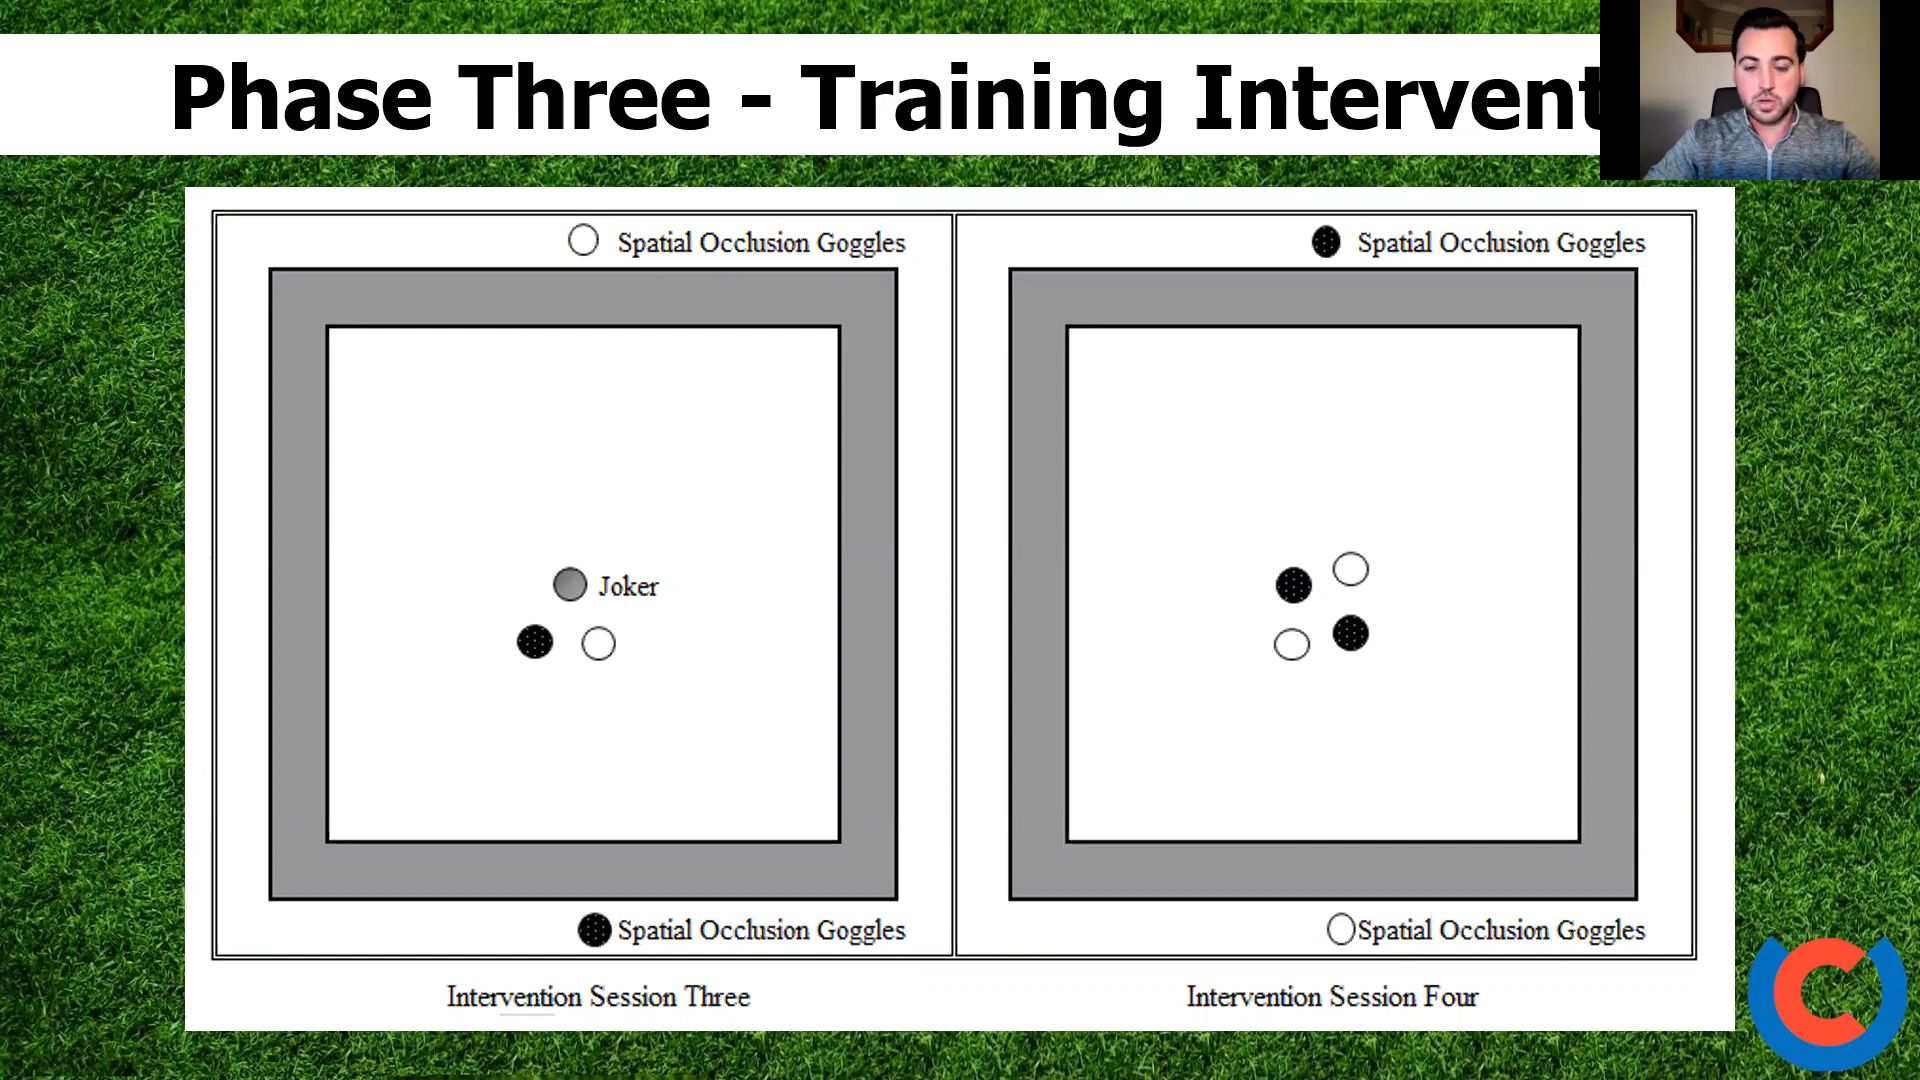 Phase Three - Training Intervent
Spatial Occlusion Goggles
Spatial Occlusion Goggles
Joker
Spatial Occlusion Goggles
Spatial Occlusion Goggles
Intervention Session Three
Intervention Session Four